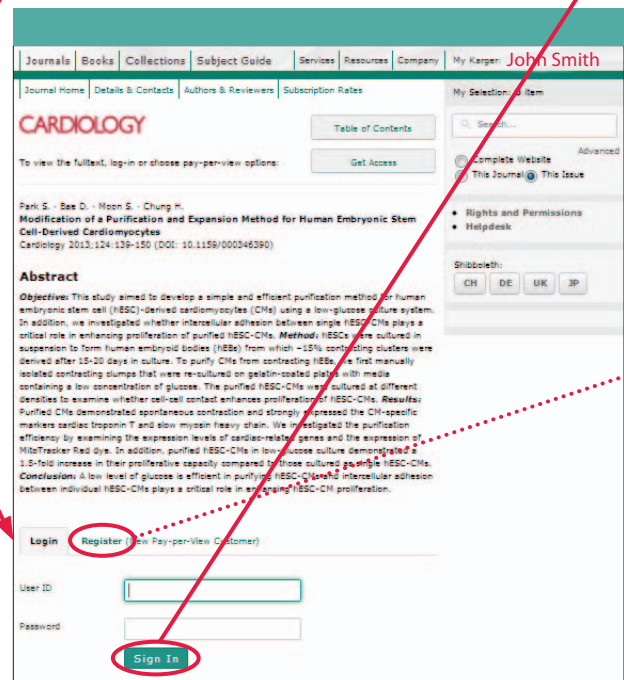 Journals Books Collections Subject Guide Services Resources Company My Karger: John Smith
Journal Home Details & Contacts Authors & Reviewers Subscription Rates
My Selection: 0 item
CARDIOLOGY
Table of Contents
Search...
To view the fulltext, log-in or choose pay-per-view options:
Get Access
Advanced
Complete Website
This Journal This Issue
Park S. - Bae D. - Moon S. - Chung H.
Modification of a Purification and Expansion Method for Human Embryonic Stem
Cell-Derived Cardiomyocytes
Cardiology 2013;124:139-150 (DOI: 10.1159/000346390)
Rights and Permissions
Helpdesk
Shibboleth:
CH DE UK JP
Abstract
Objective: This study aimed to develop a simple and efficient purification method for human
embryonic stem cell (hESC)-derived cardiomyocytes (CMs) using a low-glucose culture system.
In addition, we investigated whether intercellular adhesion between single hESC-CMs plays a
critical role in enhancing proliferation of purified hESC-CMs. Method: hESCs were cultured in
suspension to form human embryoid bodies (hEBs) from which ~15% contracting clusters were
derived after 15-20 days in culture. To purify CMs from contracting hEBs, we first manually
isolated contracting clumps that were re-cultured on gelatin-coated plates with media
containing a low concentration of glucose. The purified hESC-CMs were cultured at different
densities to examine whether cell-cell contact enhances proliferation of hESC-CMs. Results:
Purified CMs demonstrated spontaneous contraction and strongly expressed the CM-specific
markers cardiac troponin T and slow myosin heavy chain. We investigated the purification
efficiency by examining the expression levels of cardiac-related genes and the expression of
MitoTracker Red dye. In addition, purified hESC-CMs in low-glucose culture demonstrated a
1.5-fold increase in their proliferative capacity compared to those cultured as single hESC-CMs.
Conclusion: A low level of glucose is efficient in purifying hESC-CMs and intercellular adhesion
between individual hESC-CMs plays a critical role in enhancing hESC-CM proliferation.
Login Register (New Pay-per-View Customer)
User ID
Password
Sign In